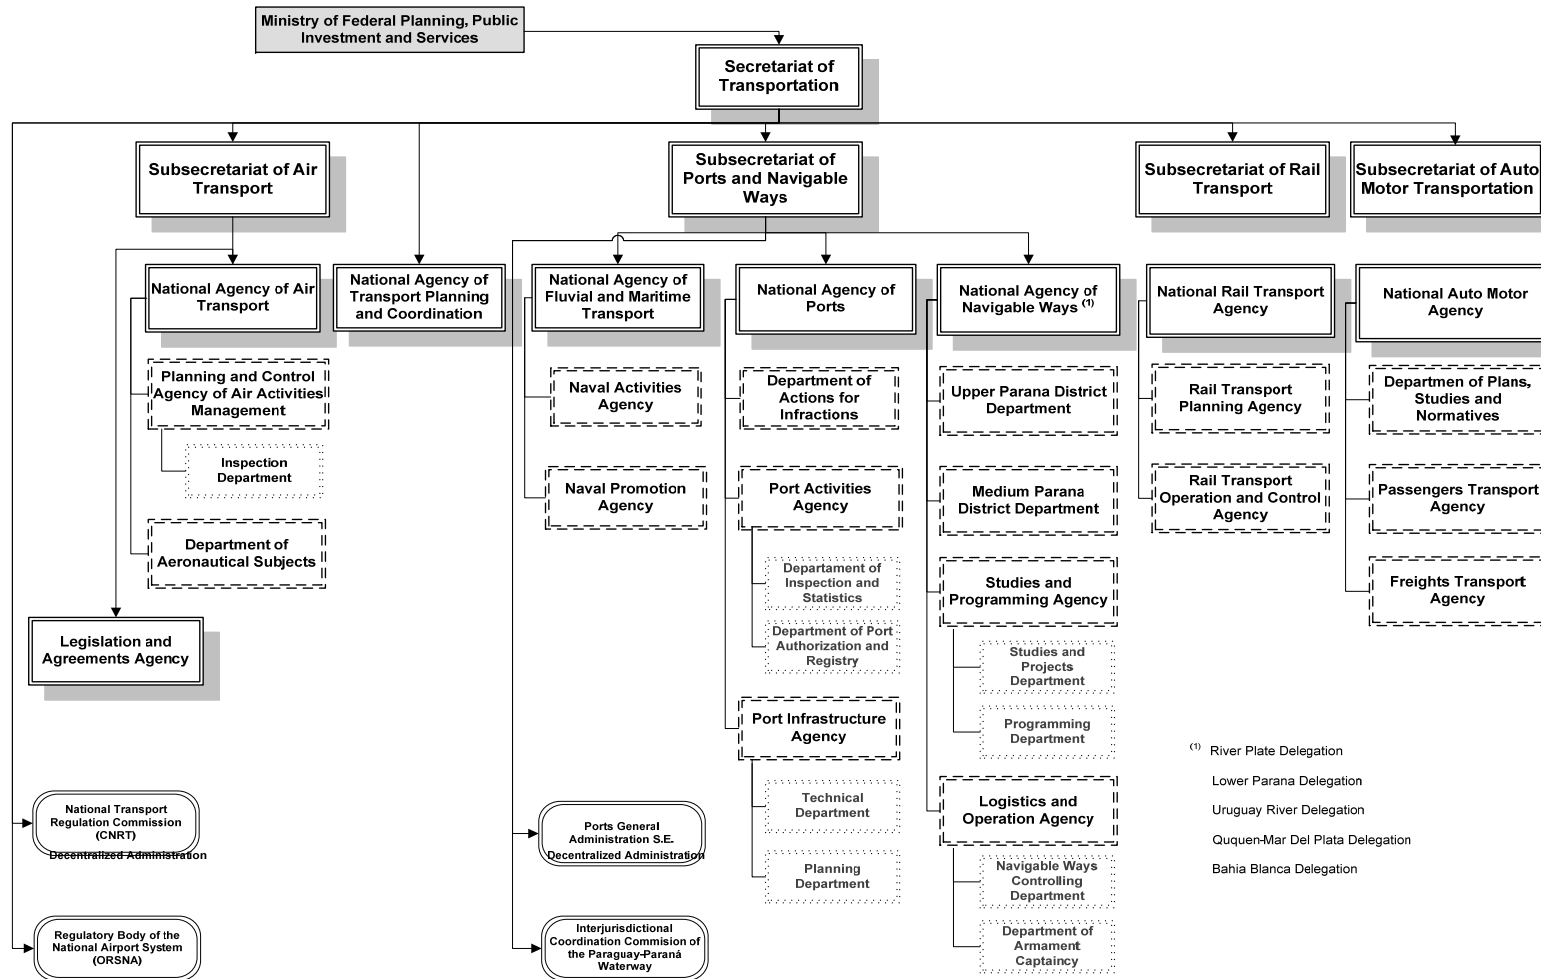 Ministry of Federal Planning, Public
Investment and Services
Secretariat of
Transportation
Subsecretariat of Air
Transport
Subsecretariat of
Ports and Navigable
Ways
Subsecretariat of Rail
Transport
Subsecretariat of Auto
Motor Transportation
National Agency of Air
Transport
National Agency of
Transport Planning
and Coordination
National Agency of
Fluvial and Maritime
Transport
National Agency of
Ports
National Agency of
Navigable Ways (1)
National Rail Transport
Agency
National Auto Motor
Agency
Planning and Control
Agency of Air Activities
Management
Inspection
Department
Department of
Aeronautical Subjects
Legislation and
Agreements Agency
Naval Activities
Agency
Naval Promotion
Agency
Department of
Actions for
Infractions
Port Activities
Agency
Departament of
Inspection and
Statistics
Department of Port
Authorization and
Registry
Port Infrastructure
Agency
Technical
Department
Planning
Department
Upper Parana District
Department
Medium Parana
District Department
Studies and
Programming Agency
Studies and
Projects
Department
Programming
Department
Logistics and
Operation Agency
Navigable Ways
Controlling
Department
Department of
Armament
Captaincy
Rail Transport
Planning Agency
Rail Transport
Operation and Control
Agency
Departmen of Plans,
Studies and
Normatives
Passengers Transport
Agency
Freights Transport
Agency
National Transport
Regulation Commission
(CNRT)
Decentralized Administration
Regulatory Body of the
National Airport System
(ORSNA)
Ports General
Administration S.E.
Decentralized Administration
Interjurisdictional
Coordination Commision of
the Paraguay-Paraná
Waterway
(1) River Plate Delegation
Lower Parana Delegation
Uruguay River Delegation
Ququen-Mar Del Plata Delegation
Bahia Blanca Delegation